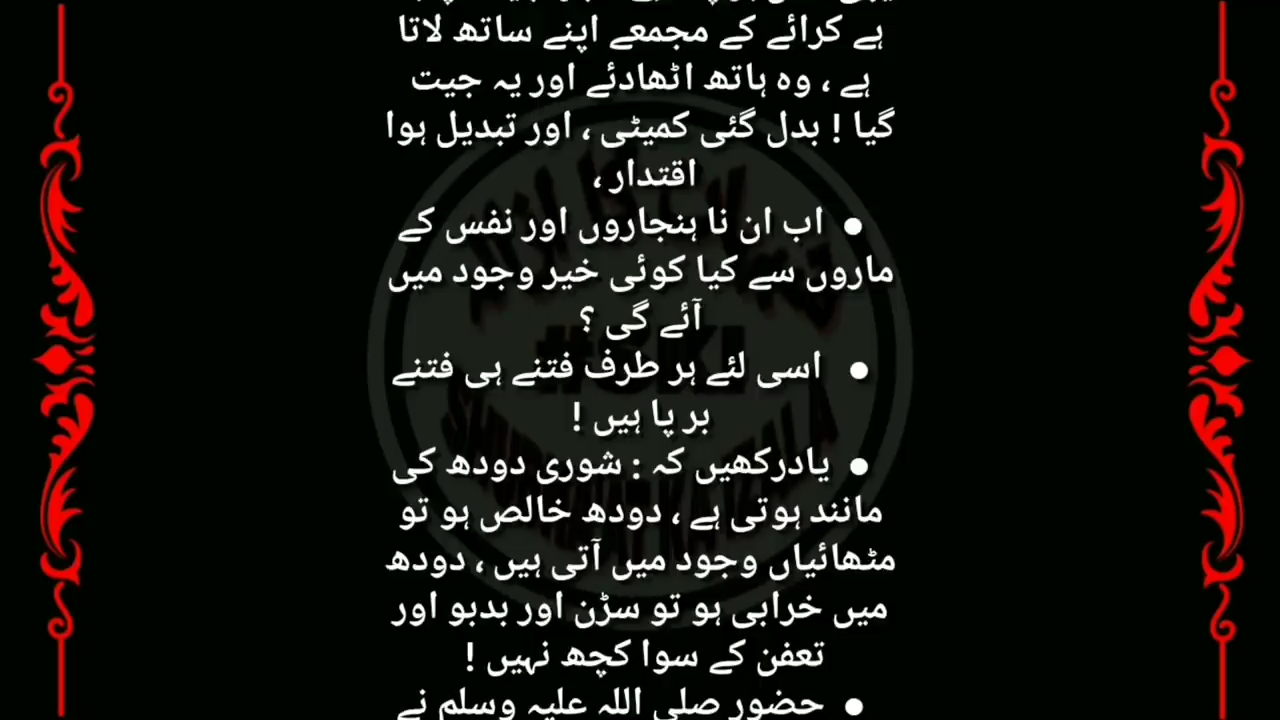 ہے کرائے کے مجمعے اپنے ساتھ لاتا
ہے ، وہ ہاتھ اٹھادئے اور یہ جیت
گیا ! بدل گئی کمیٹی ، اور تبدیل ہوا
اقتدار ،
● اب ان نا ہنجاروں اور نفس کے
ماروں سے کیا کوئی خیر وجود میں
آئے گی ؟
● اسی لئے ہر طرف فتنے ہی فتنے
بر پا ہیں !
● یادرکھیں کہ : شوری دودھ کی
مانند ہوتی ہے ، دودھ خالص ہو تو
مٹھائیاں وجود میں آتی ہیں ، دودھ
میں خرابی ہو تو سڑن اور بدبو اور
تعفن کے سوا کچھ نہیں !
● حضور صلی اللہ علیہ وسلم نے